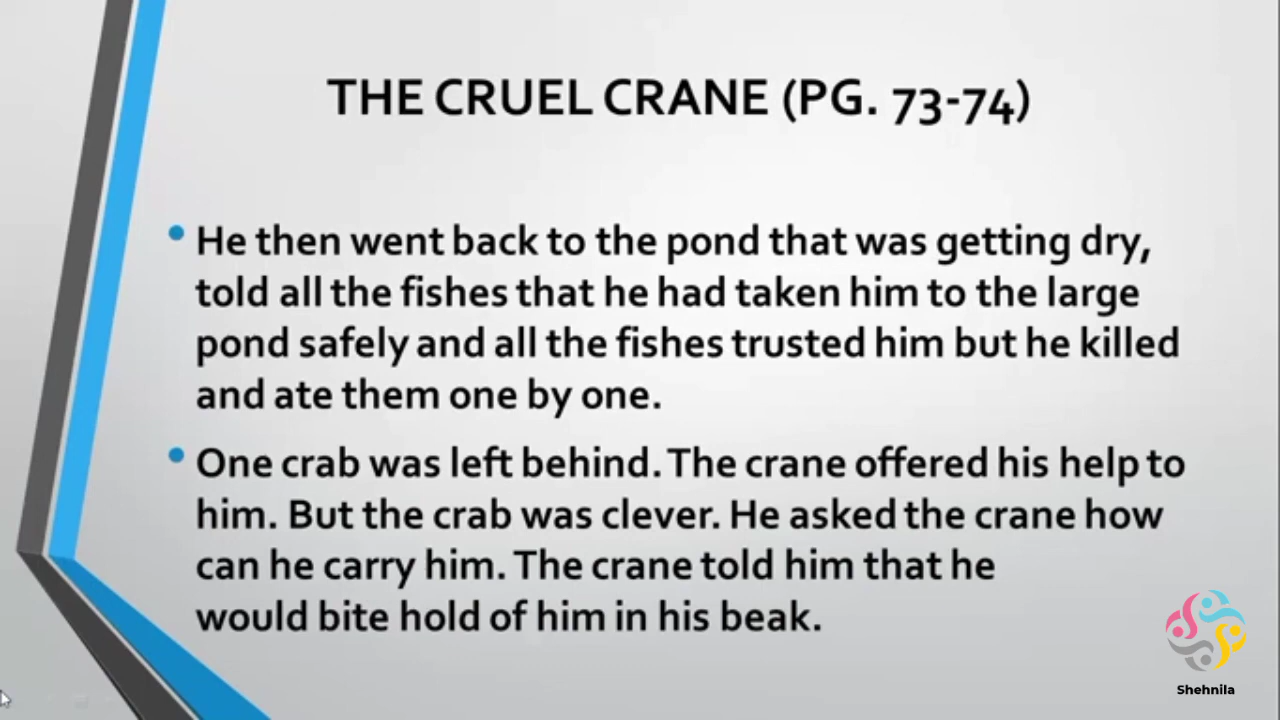 THE CRUEL CRANE (PG. 73-74)
• He then went back to the pond that was getting dry,
told all the fishes that he had taken him to the large
pond safely and all the fishes trusted him but he killed
and ate them one by one.
• One crab was left behind. The crane offered his help to
him. But the crab was clever. He asked the crane how
can he carry him. The crane told him that he
would bite hold of him in his beak.
Shehnila